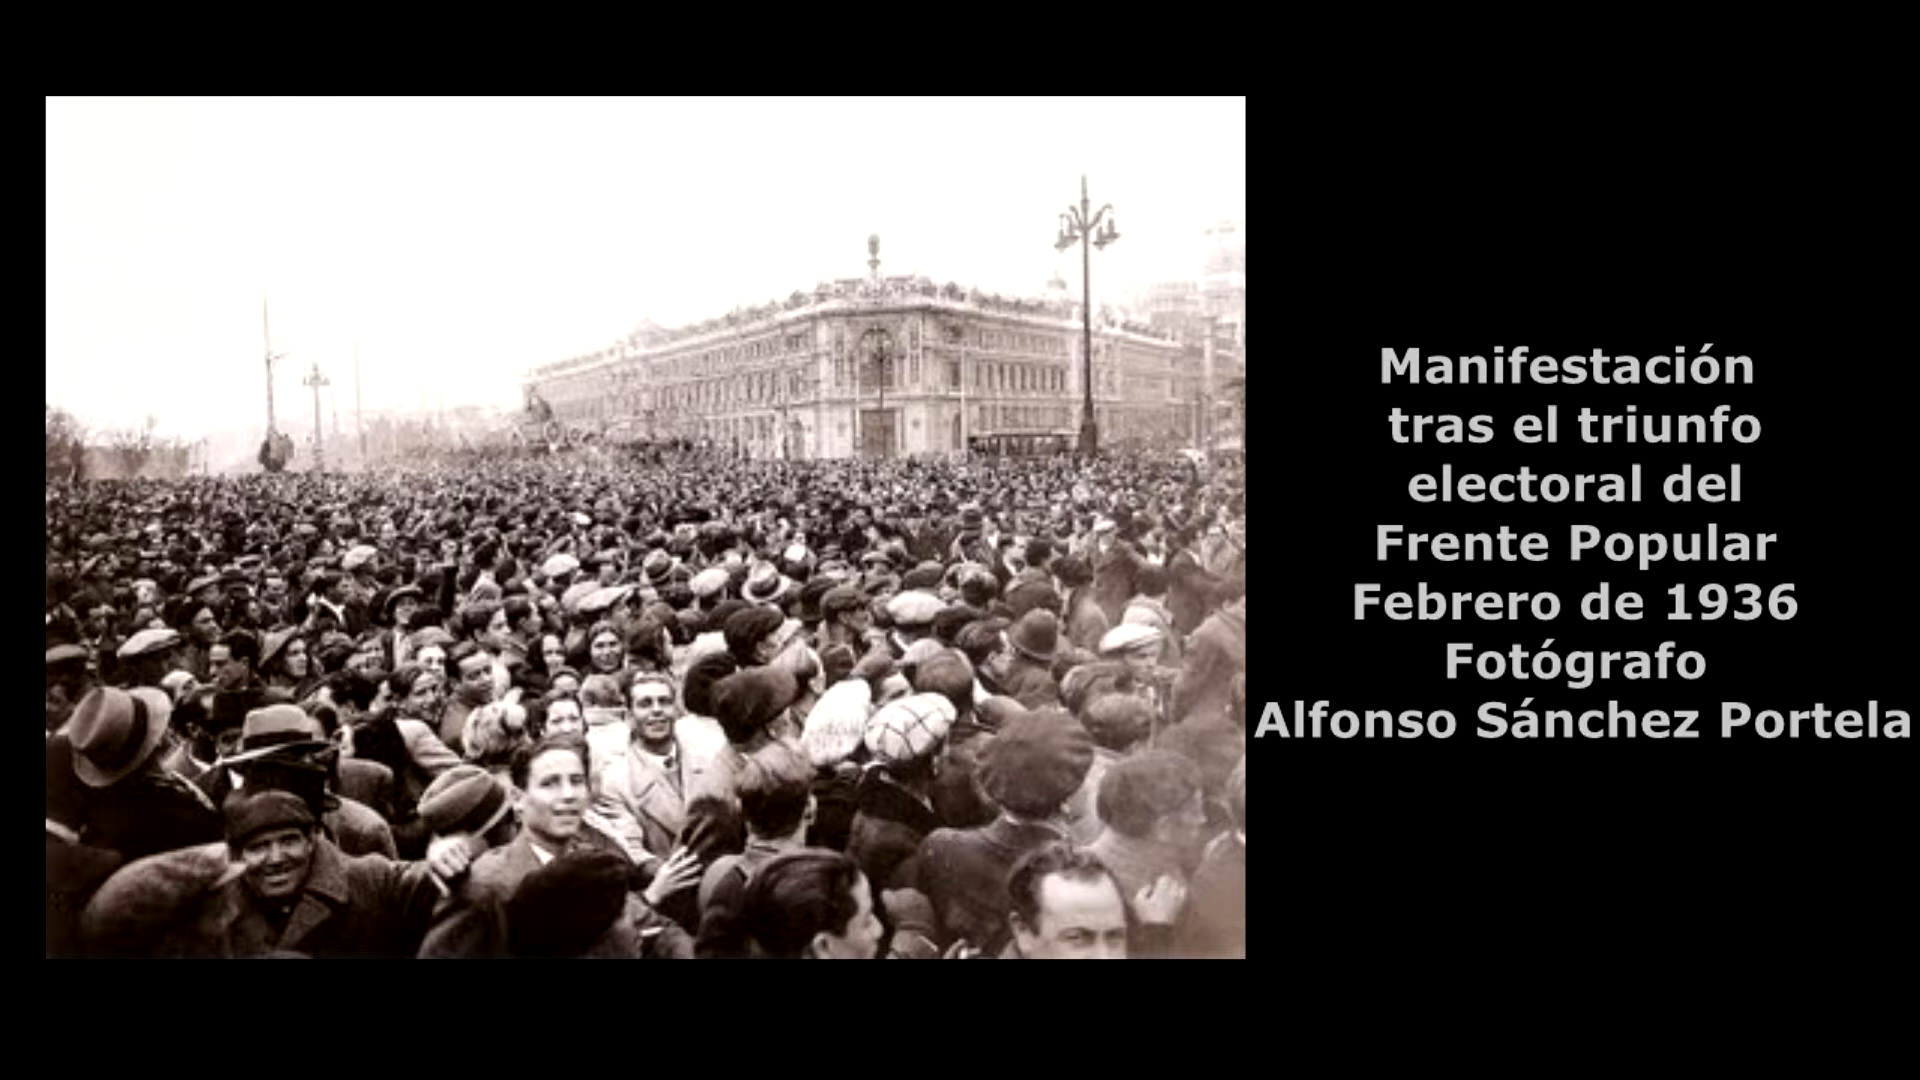 Manifestación
tras el triunfo
electoral del
Frente Popular
Febrero de 1936
Fotógrafo
Alfonso Sánchez Portela